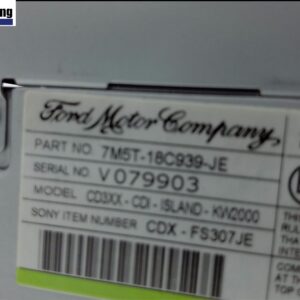 ng
Ford Motor Company
PART NO. 7M5T-18C939-JE
SERIAL NO.
V079903
MODEL CD3XX - CDI - ISLAND - KW2000
SONY ITEM NUMBER CDX - FS307JE